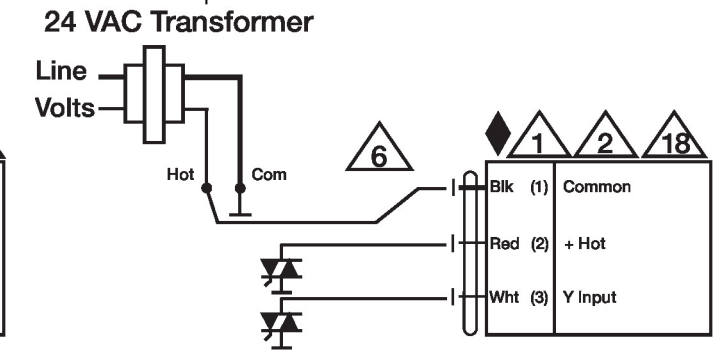 24 VAC Transformer
Line
Volts
Hot
Com
6
1
2
18
Blk (1) Common
Red (2) + Hot
Wht (3) Y Input